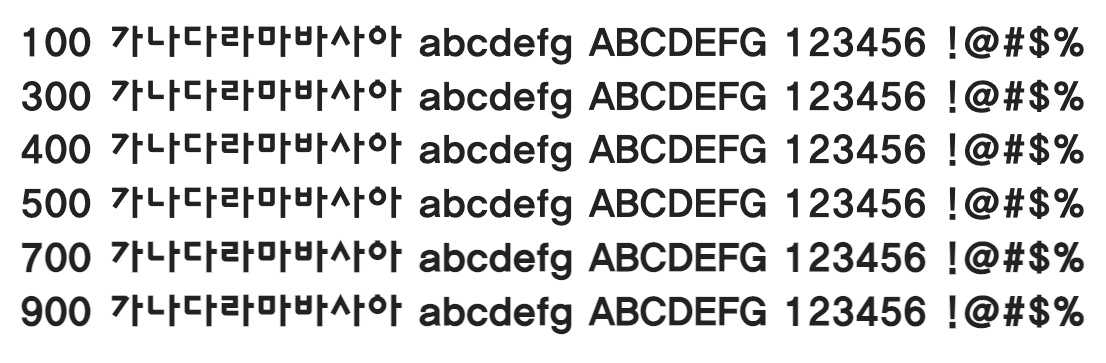 100 가나다라마바사아 abcdefg ABCDEFG 123456 !@#$%
300 가나다라마바사아 abcdefg ABCDEFG 123456 !@#$%
400 가나다라마바사아 abcdefg ABCDEFG 123456 !@#$%
500 가나다라마바사아 abcdefg ABCDEFG 123456 !@#$%
700 가나다라마바사아 abcdefg ABCDEFG 123456 !@#$%
900 가나다라마바사아 abcdefg ABCDEFG 123456 !@#$%